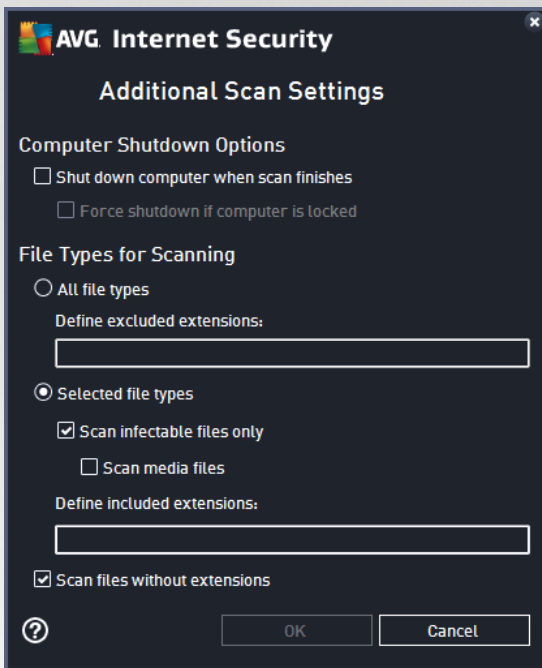 AVG. Internet Security
Additional Scan Settings
Computer Shutdown Options
Shut down computer when scan finishes
Force shutdown if computer is locked
File Types for Scanning
All file types
Define excluded extensions:
Selected file types
Scan infectable files only
Scan media files
Define included extensions:
Scan files without extensions
? OK Cancel